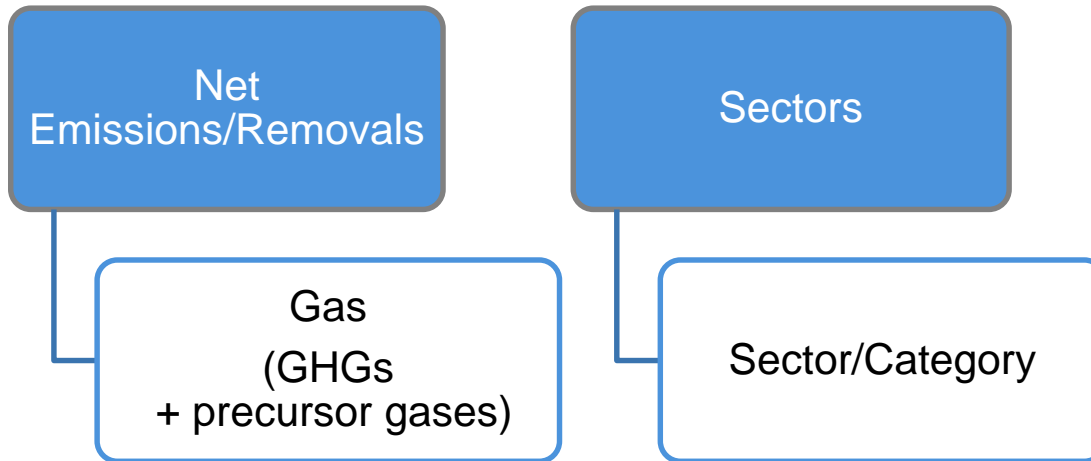 Net
Emissions/Removals
Sectors
Gas
(GHGs
+ precursor gases)
Sector/Category